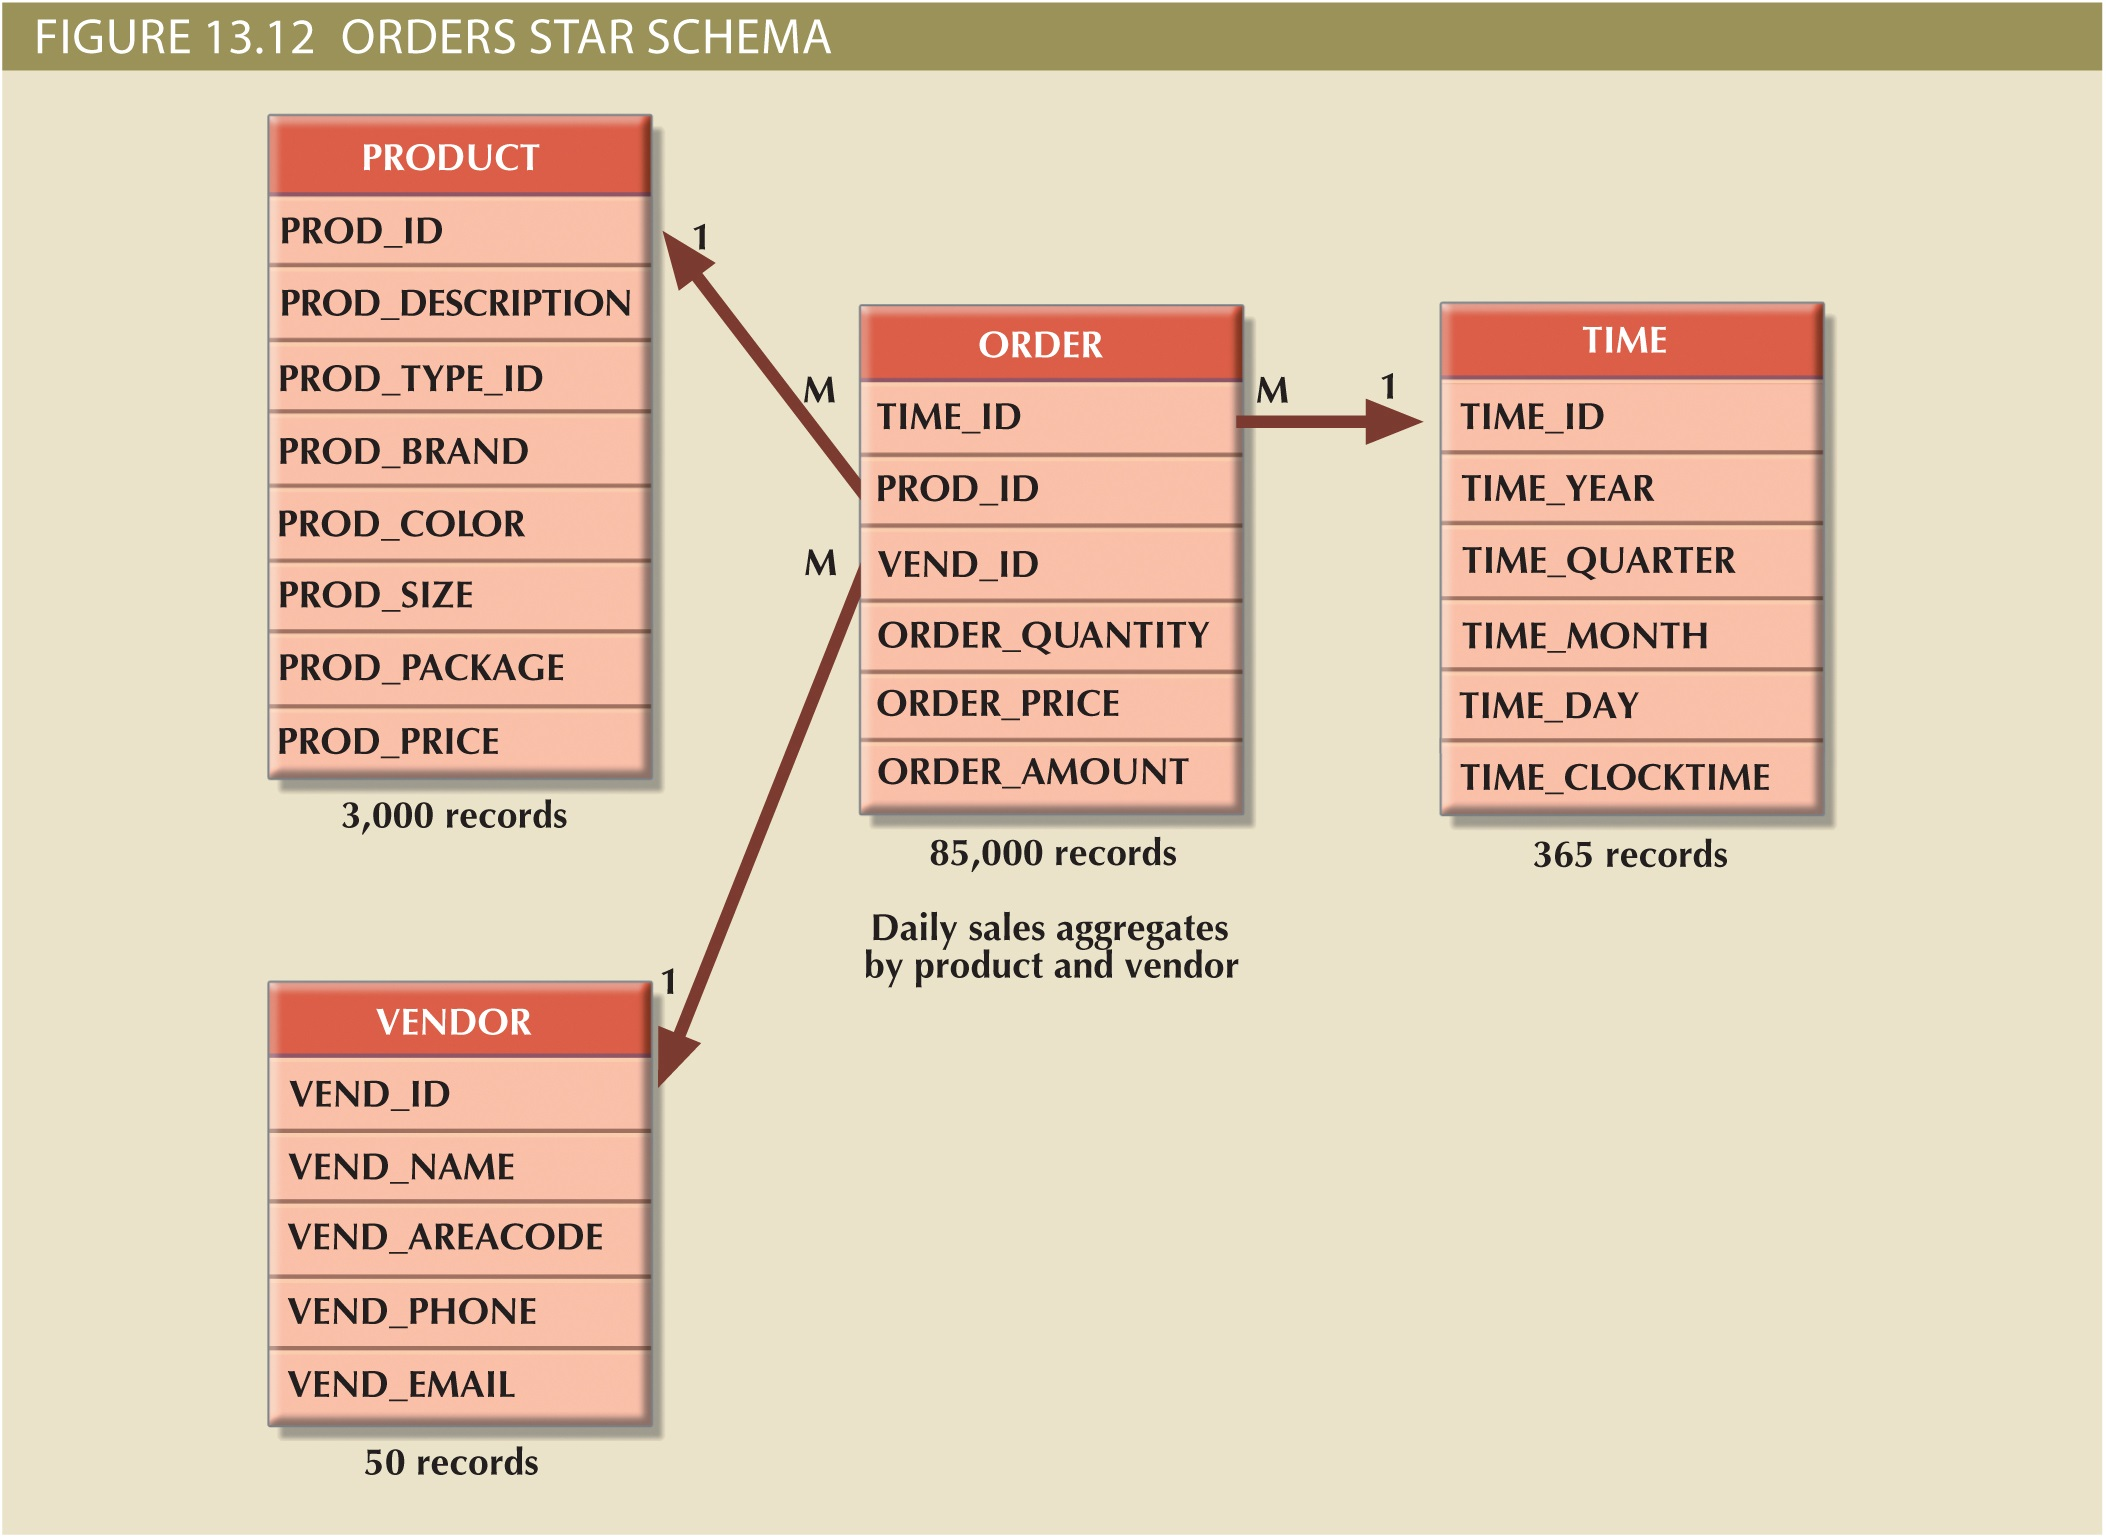 FIGURE 13.12 ORDERS STAR SCHEMA
PRODUCT
PROD_ID
PROD_DESCRIPTION
PROD_TYPE_ID
PROD_BRAND
PROD_COLOR
PROD_SIZE
PROD_PACKAGE
PROD_PRICE
3,000 records
1
M
M
1
ORDER
TIME_ID
PROD_ID
VEND_ID
ORDER_QUANTITY
ORDER_PRICE
ORDER_AMOUNT
85,000 records
Daily sales aggregates
by product and vendor
M
1
TIME
TIME_ID
TIME_YEAR
TIME_QUARTER
TIME_MONTH
TIME_DAY
TIME_CLOCKTIME
365 records
VENDOR
VEND_ID
VEND_NAME
VEND_AREACODE
VEND_PHONE
VEND_EMAIL
50 records